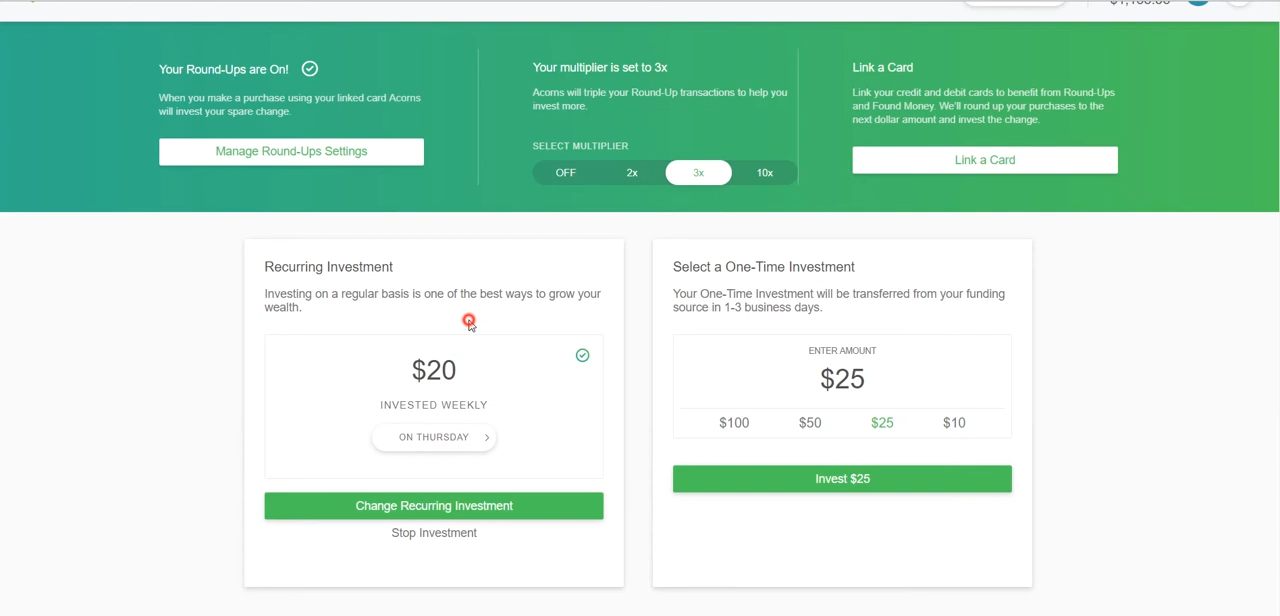 Your Round-Ups are On!
When you make a purchase using your linked card Acorns
will invest your spare change.
Manage Round-Ups Settings
Your multiplier is set to 3x
Acorns will triple your Round-Up transactions to help you
invest more.
SELECT MULTIPLIER
OFF 2x 3x 10x
Link a Card
Link your credit and debit cards to benefit from Round-Ups
and Found Money. We'll round up your purchases to the
next dollar amount and invest the change.
Link a Card
Recurring Investment
Investing on a regular basis is one of the best ways to grow your
wealth.
$20
INVESTED WEEKLY
ON THURSDAY
Change Recurring Investment
Stop Investment
Select a One-Time Investment
Your One-Time Investment will be transferred from your funding
source in 1-3 business days.
ENTER AMOUNT
$25
$100 $50 $25 $10
Invest $25